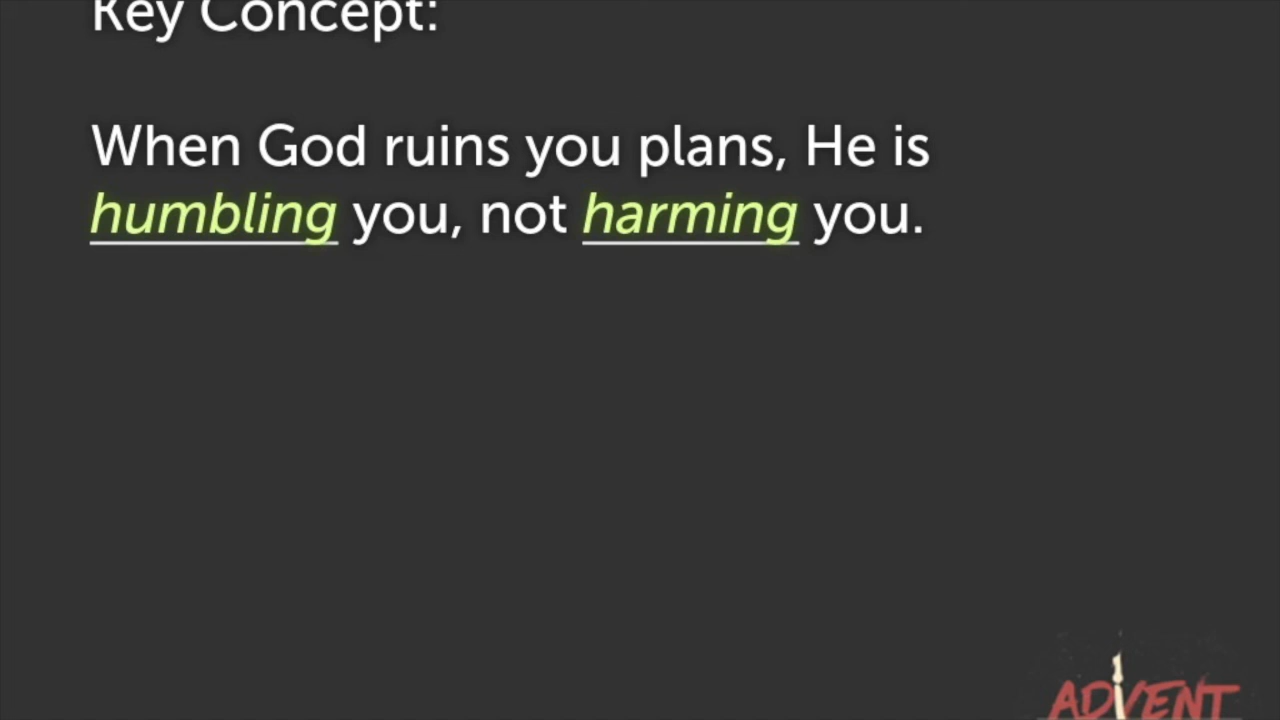 Key Concept:
When God ruins you plans, He is
humbling you, not harming you.
ADVENT